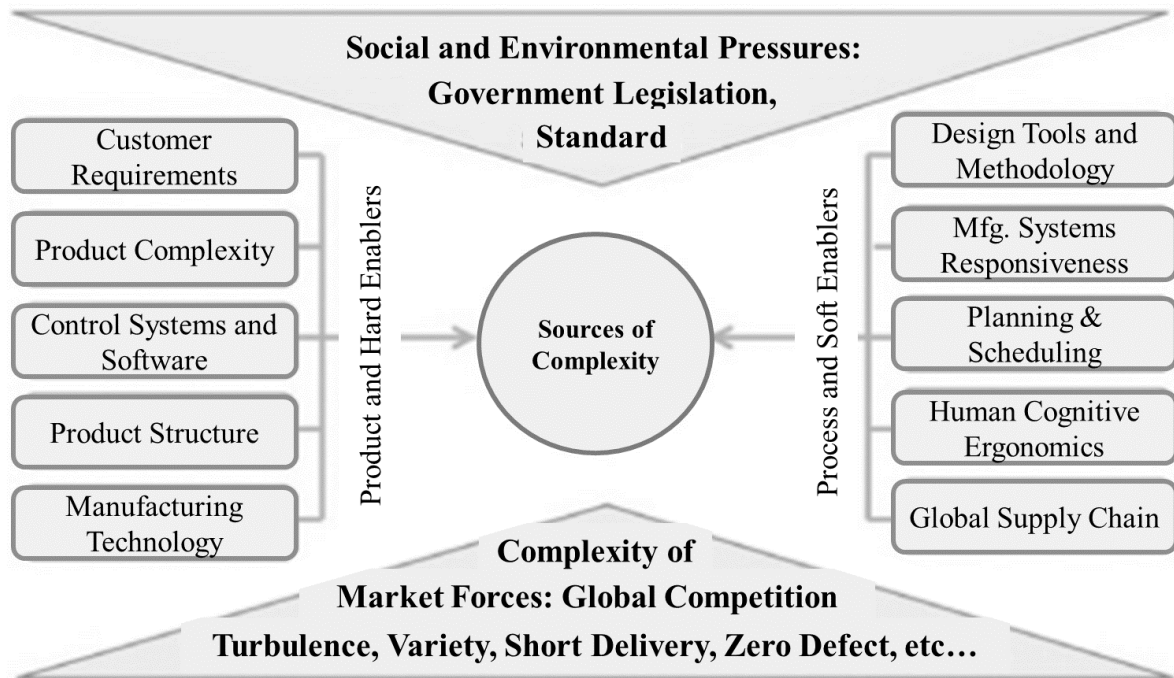 Social and Environmental Pressures:
Government Legislation,
Standard
Customer
Requirements
Product Complexity
Control Systems and
Software
Product Structure
Manufacturing
Technology
Product and Hard Enablers
Sources of
Complexity
Process and Soft Enablers
Design Tools and
Methodology
Mfg. Systems
Responsiveness
Planning &
Scheduling
Human Cognitive
Ergonomics
Global Supply Chain
Complexity of
Market Forces: Global Competition
Turbulence, Variety, Short Delivery, Zero Defect, etc…